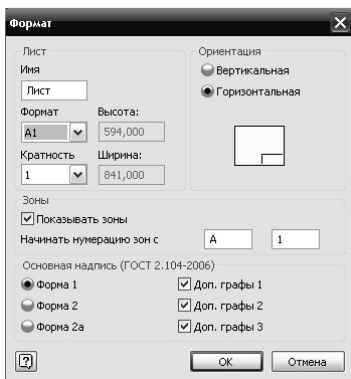 Формат
Лист
Имя
Лист
Формат Высота:
А1 594,000
Кратность Ширина:
1 841,000
Ориентация
Вертикальная
Горизонтальная
Зоны
Показывать зоны
Начинать нумерацию зон с А 1
Основная надпись (ГОСТ 2.104-2006)
Форма 1 Доп. графы 1
Форма 2 Доп. графы 2
Форма 2а Доп. графы 3
? ОК Отмена